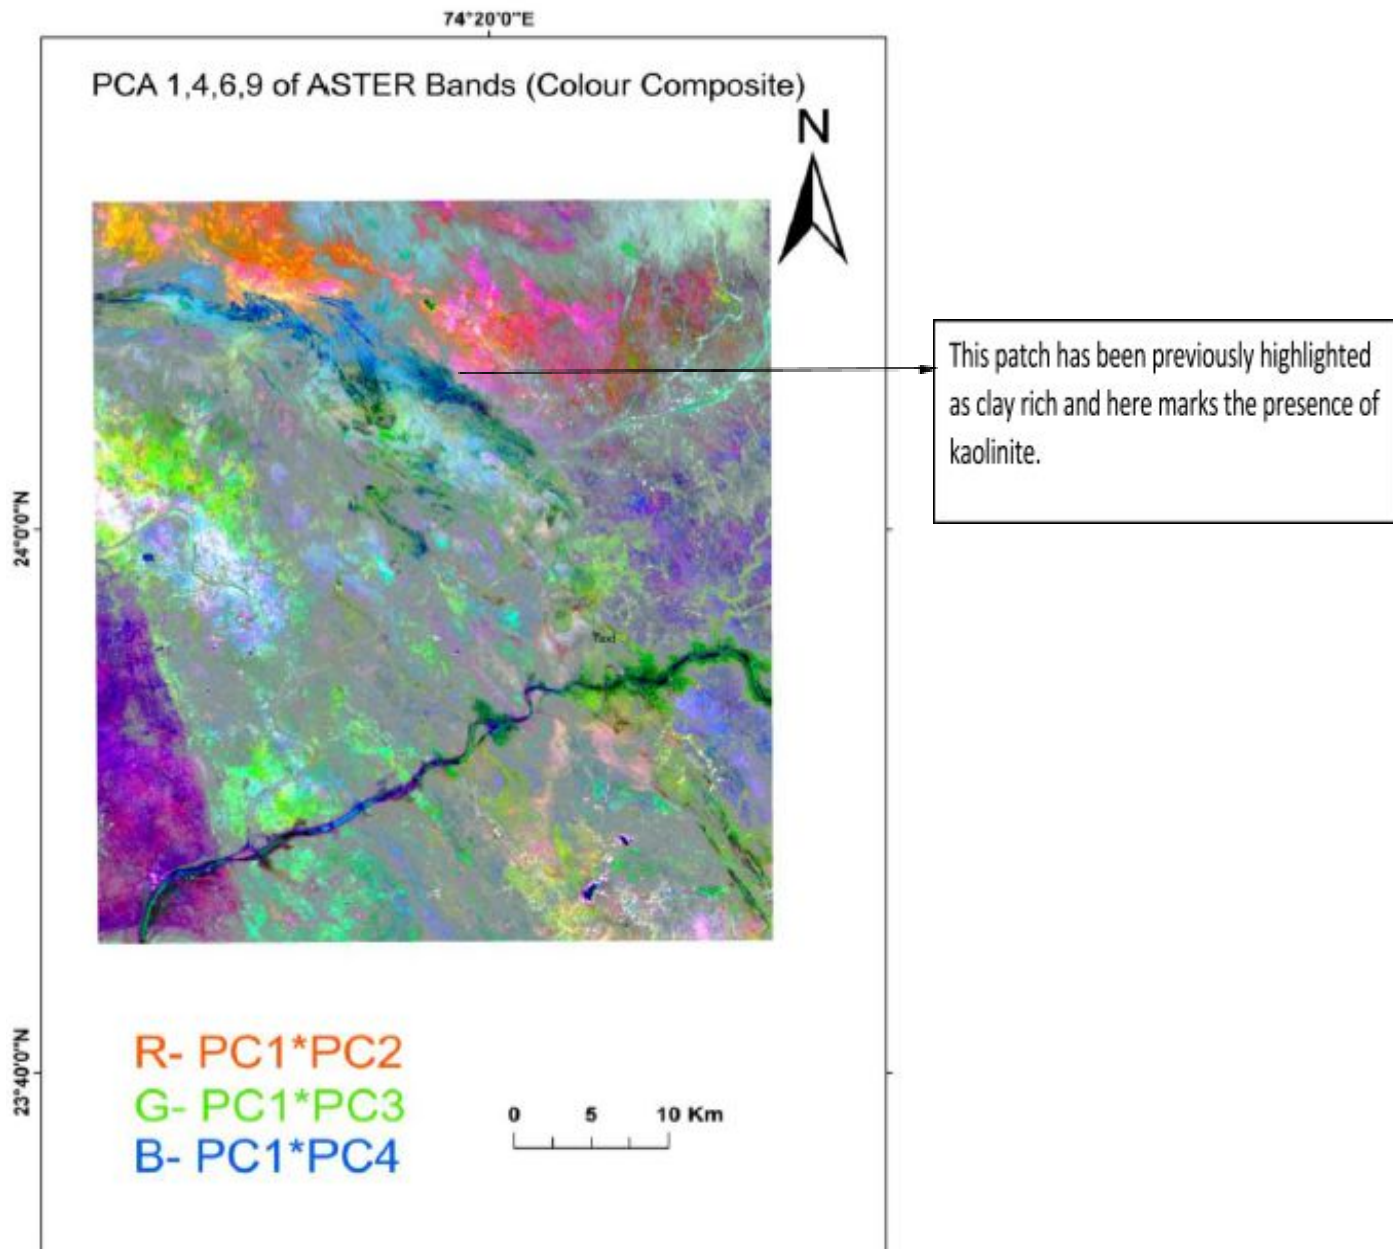 74°20'0"E
PCA 1,4,6,9 of ASTER Bands (Colour Composite)
N
This patch has been previously highlighted
as clay rich and here marks the presence of
kaolinite.
24°0'0"N
Text
23°40'0"N
R- PC1*PC2
G- PC1*PC3
B- PC1*PC4
0 5 10 Km